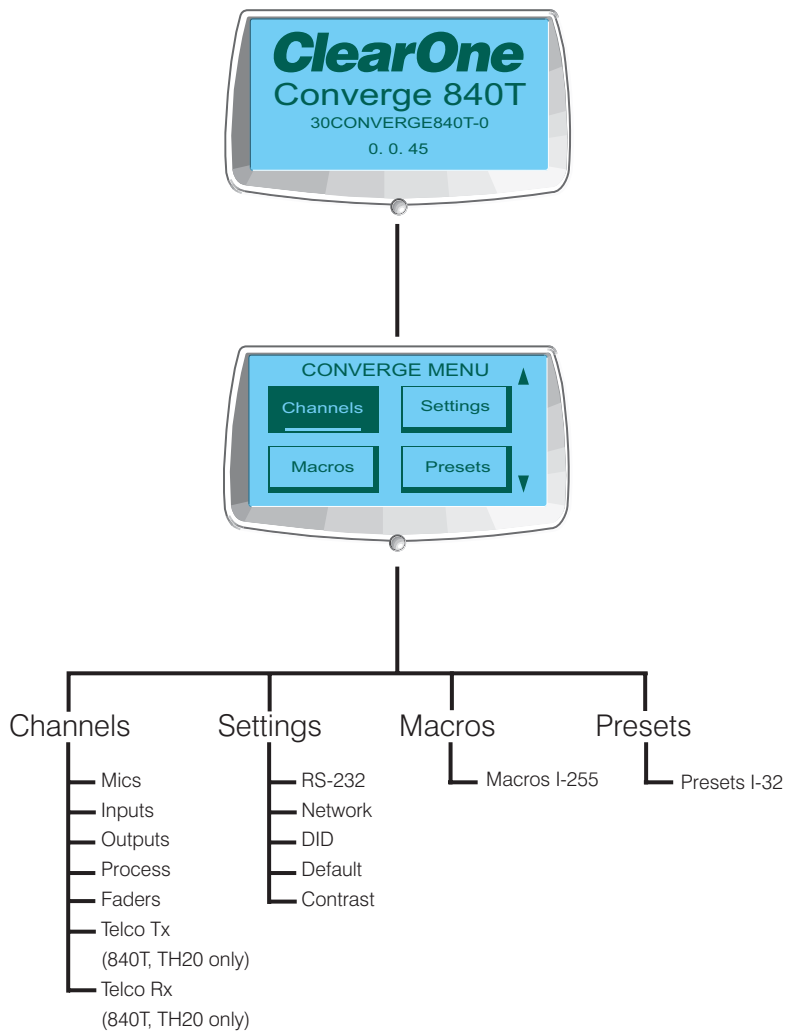 ClearOne
Converge 840T
30CONVERGE840T-0
0. 0. 45
CONVERGE MENU
Channels
Settings
Macros
Presets
Channels
Mics
Inputs
Outputs
Process
Faders
Telco Tx
(840T, TH20 only)
Telco Rx
(840T, TH20 only)
Settings
RS-232
Network
DID
Default
Contrast
Macros
Macros I-255
Presets
Presets I-32